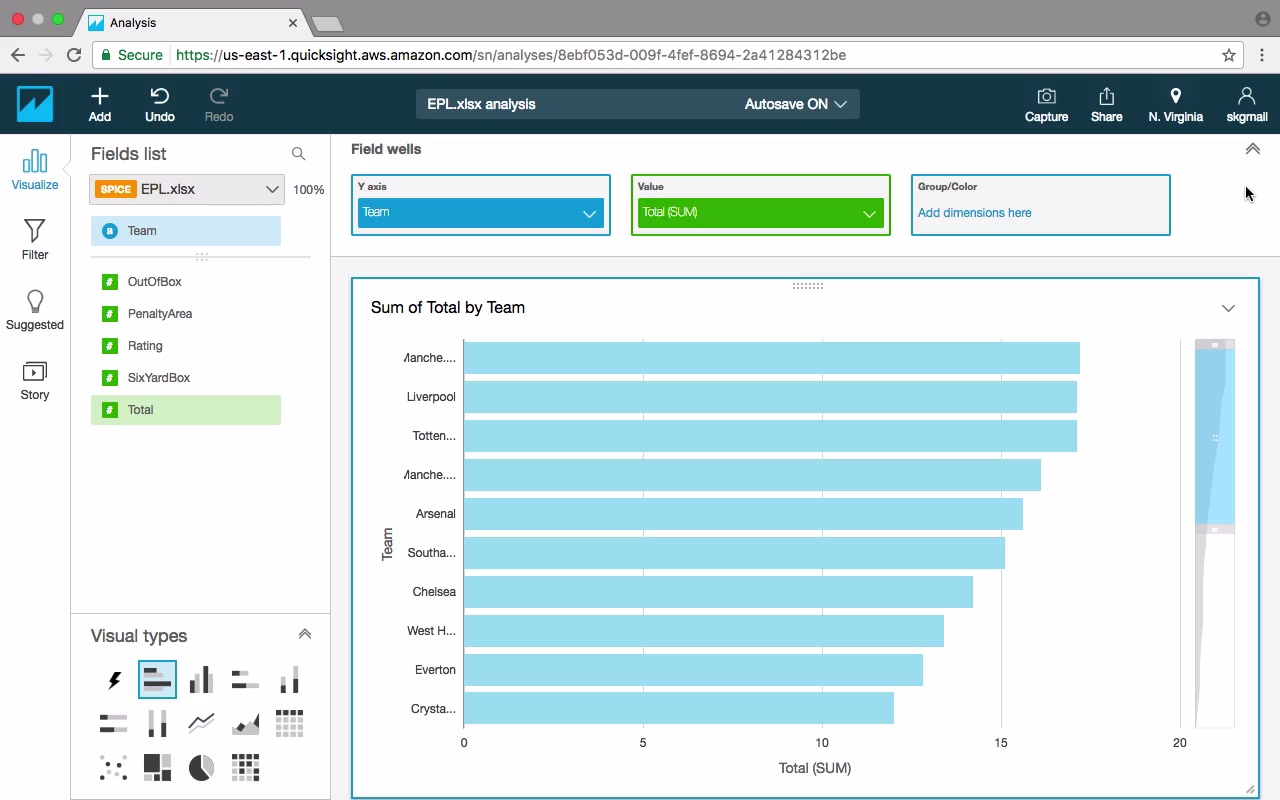 Analysis
Secure https://us-east-1.quicksight.aws.amazon.com/sn/analyses/8ebf053d-009f-4fef-8694-2a41284312be
Add
Undo
Redo
EPL.xlsx analysis
Autosave ON
Capture
Share
N. Virginia
skgmail
Visualize
Filter
Suggested
Story
Fields list
SPICE EPL.xlsx 100%
a Team
# OutOfBox
# PenaltyArea
# Rating
# SixYardBox
# Total
Visual types
Field wells
Y axis
Team
Value
Total (SUM)
Group/Color
Add dimensions here
Sum of Total by Team
Manche....
Liverpool
Totten...
Manche....
Arsenal
Southa...
Chelsea
West H...
Everton
Crysta...
Team
0 5 10 15 20
Total (SUM)